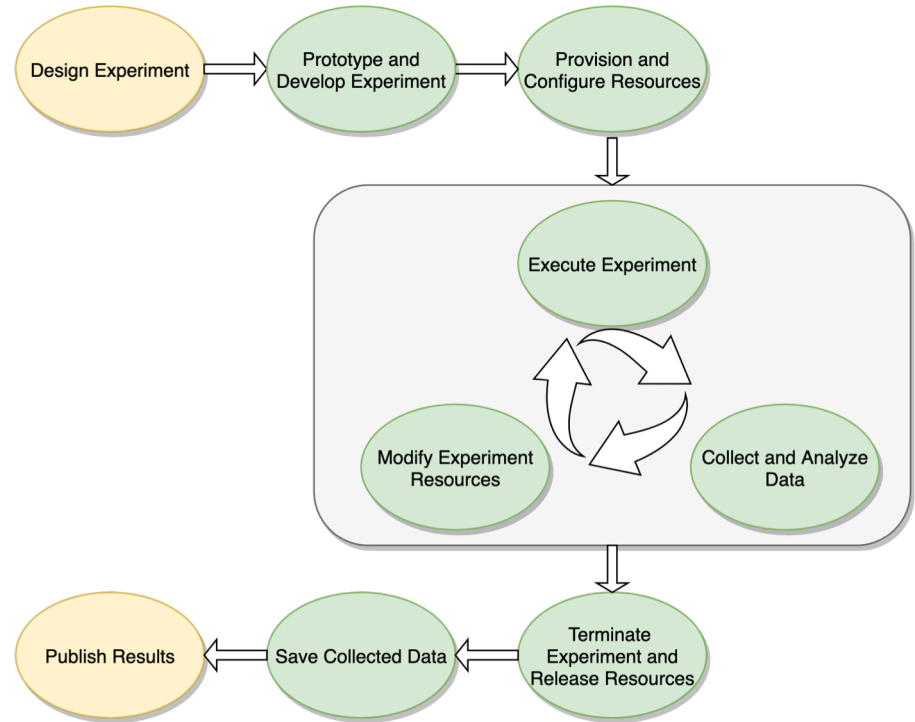 Design Experiment
Prototype and
Develop Experiment
Provision and
Configure Resources
Execute Experiment
Collect and Analyze
Data
Modify Experiment
Resources
Terminate
Experiment and
Release Resources
Save Collected Data
Publish Results